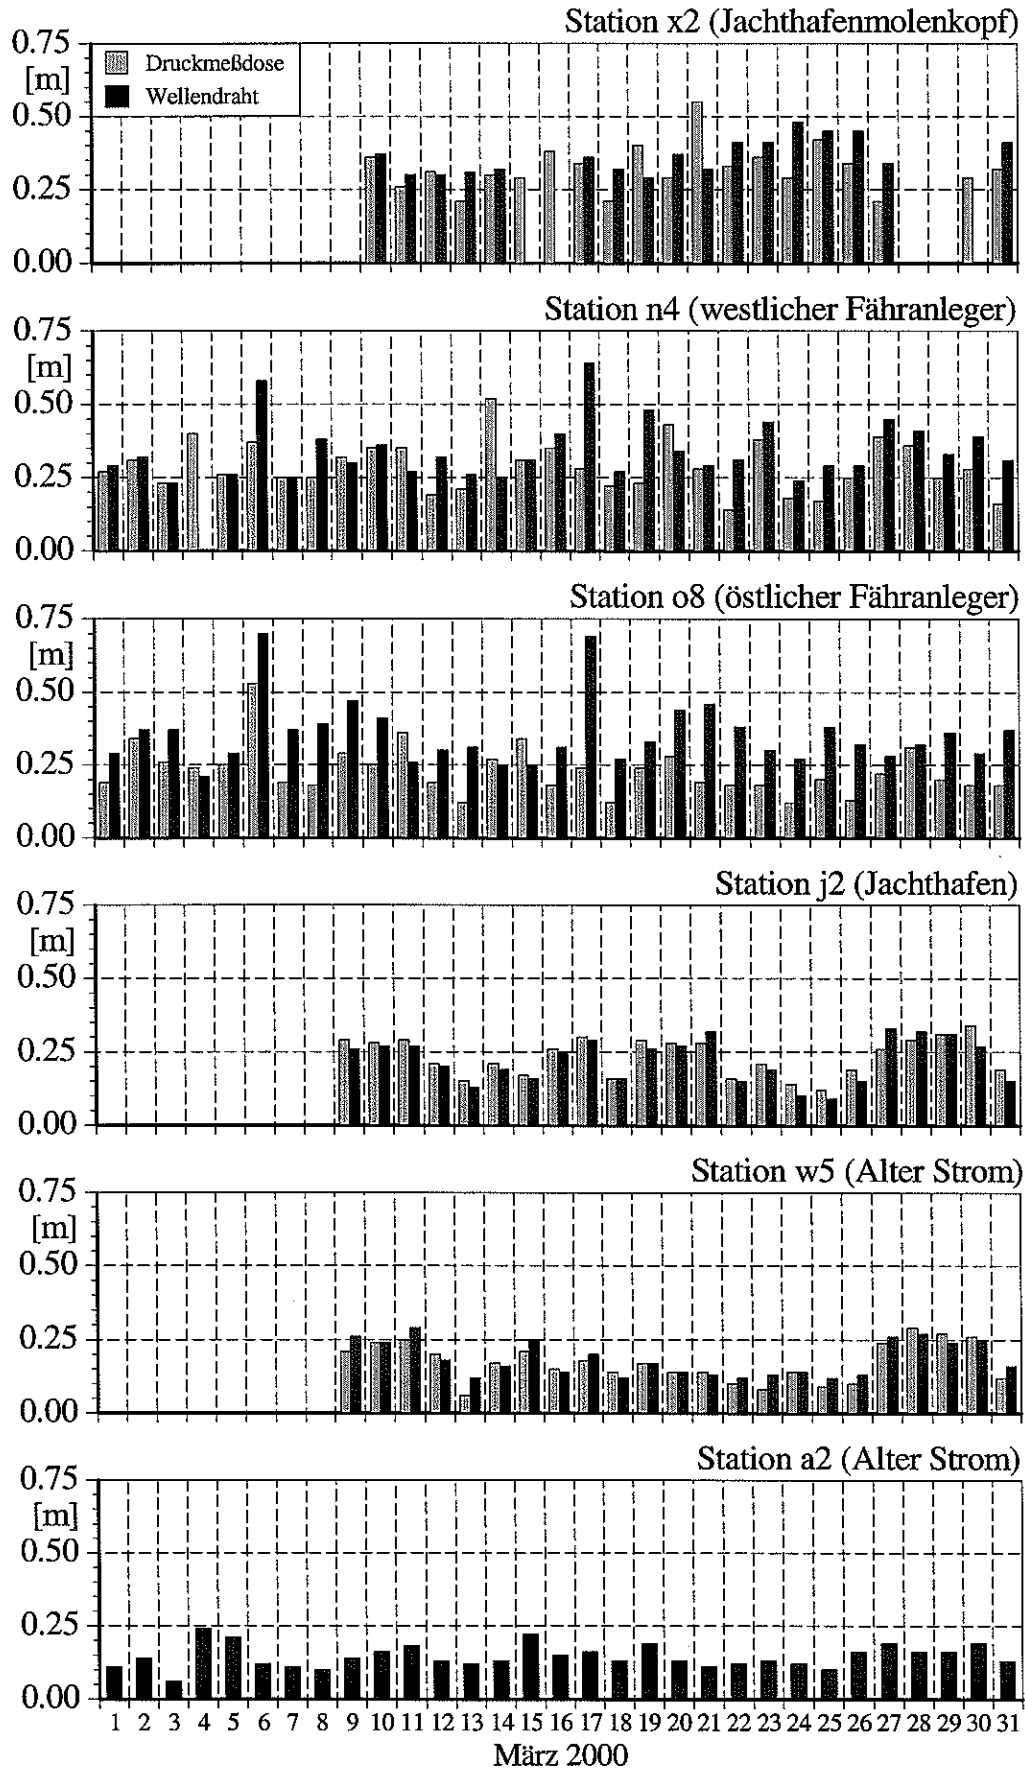 Station x2 (Jachthafenmolenkopf)
0.75
[m]
0.50
0.25
0.00
Druckmeßdose
Wellendraht
Station n4 (westlicher Fähranleger)
0.75
[m]
0.50
0.25
0.00
Station o8 (östlicher Fähranleger)
0.75
[m]
0.50
0.25
0.00
Station j2 (Jachthafen)
0.75
[m]
0.50
0.25
0.00
Station w5 (Alter Strom)
0.75
[m]
0.50
0.25
0.00
Station a2 (Alter Strom)
0.75
[m]
0.50
0.25
0.00
1 2 3 4 5 6 7 8 9 10 11 12 13 14 15 16 17 18 19 20 21 22 23 24 25 26 27 28 29 30 31
März 2000